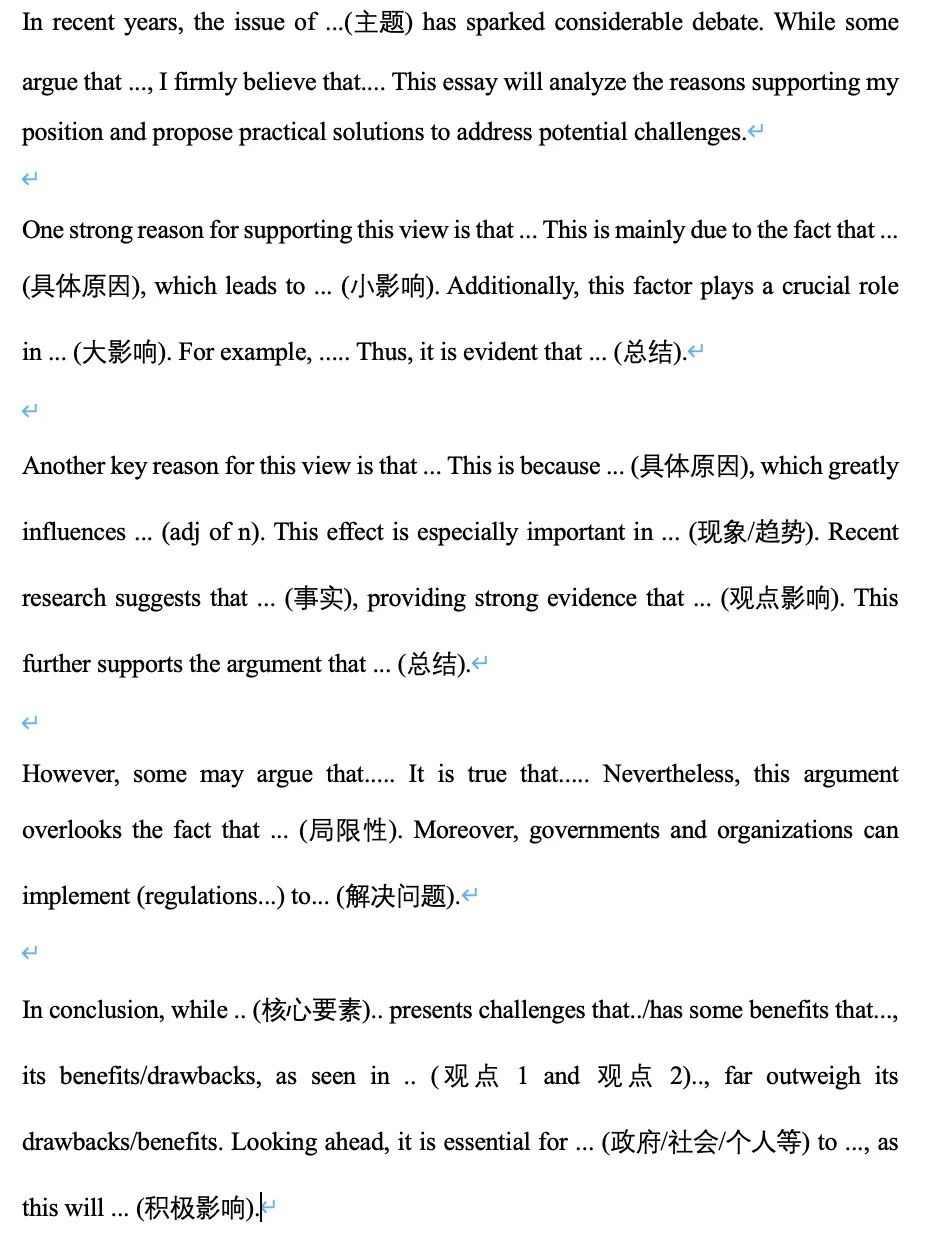 In recent years, the issue of ...(主题) has sparked considerable debate. While some
argue that ..., I firmly believe that.... This essay will analyze the reasons supporting my
position and propose practical solutions to address potential challenges.↵
↵
One strong reason for supporting this view is that ... This is mainly due to the fact that ...
(具体原因), which leads to ... (小影响). Additionally, this factor plays a crucial role
in ... (大影响). For example, ..... Thus, it is evident that ... (总结).↵
↵
Another key reason for this view is that ... This is because ... (具体原因), which greatly
influences ... (adj of n). This effect is especially important in ... (现象/趋势). Recent
research suggests that ... (事实), providing strong evidence that ... (观点影响). This
further supports the argument that ... (总结).↵
↵
However, some may argue that..... It is true that..... Nevertheless, this argument
overlooks the fact that ... (局限性). Moreover, governments and organizations can
implement (regulations...) to... (解决问题).↵
↵
In conclusion, while .. (核心要素).. presents challenges that../has some benefits that...,
its benefits/drawbacks, as seen in .. (观点 1 and 观点 2).., far outweigh its
drawbacks/benefits. Looking ahead, it is essential for ... (政府/社会/个人等) to ..., as
this will ... (积极影响).↵